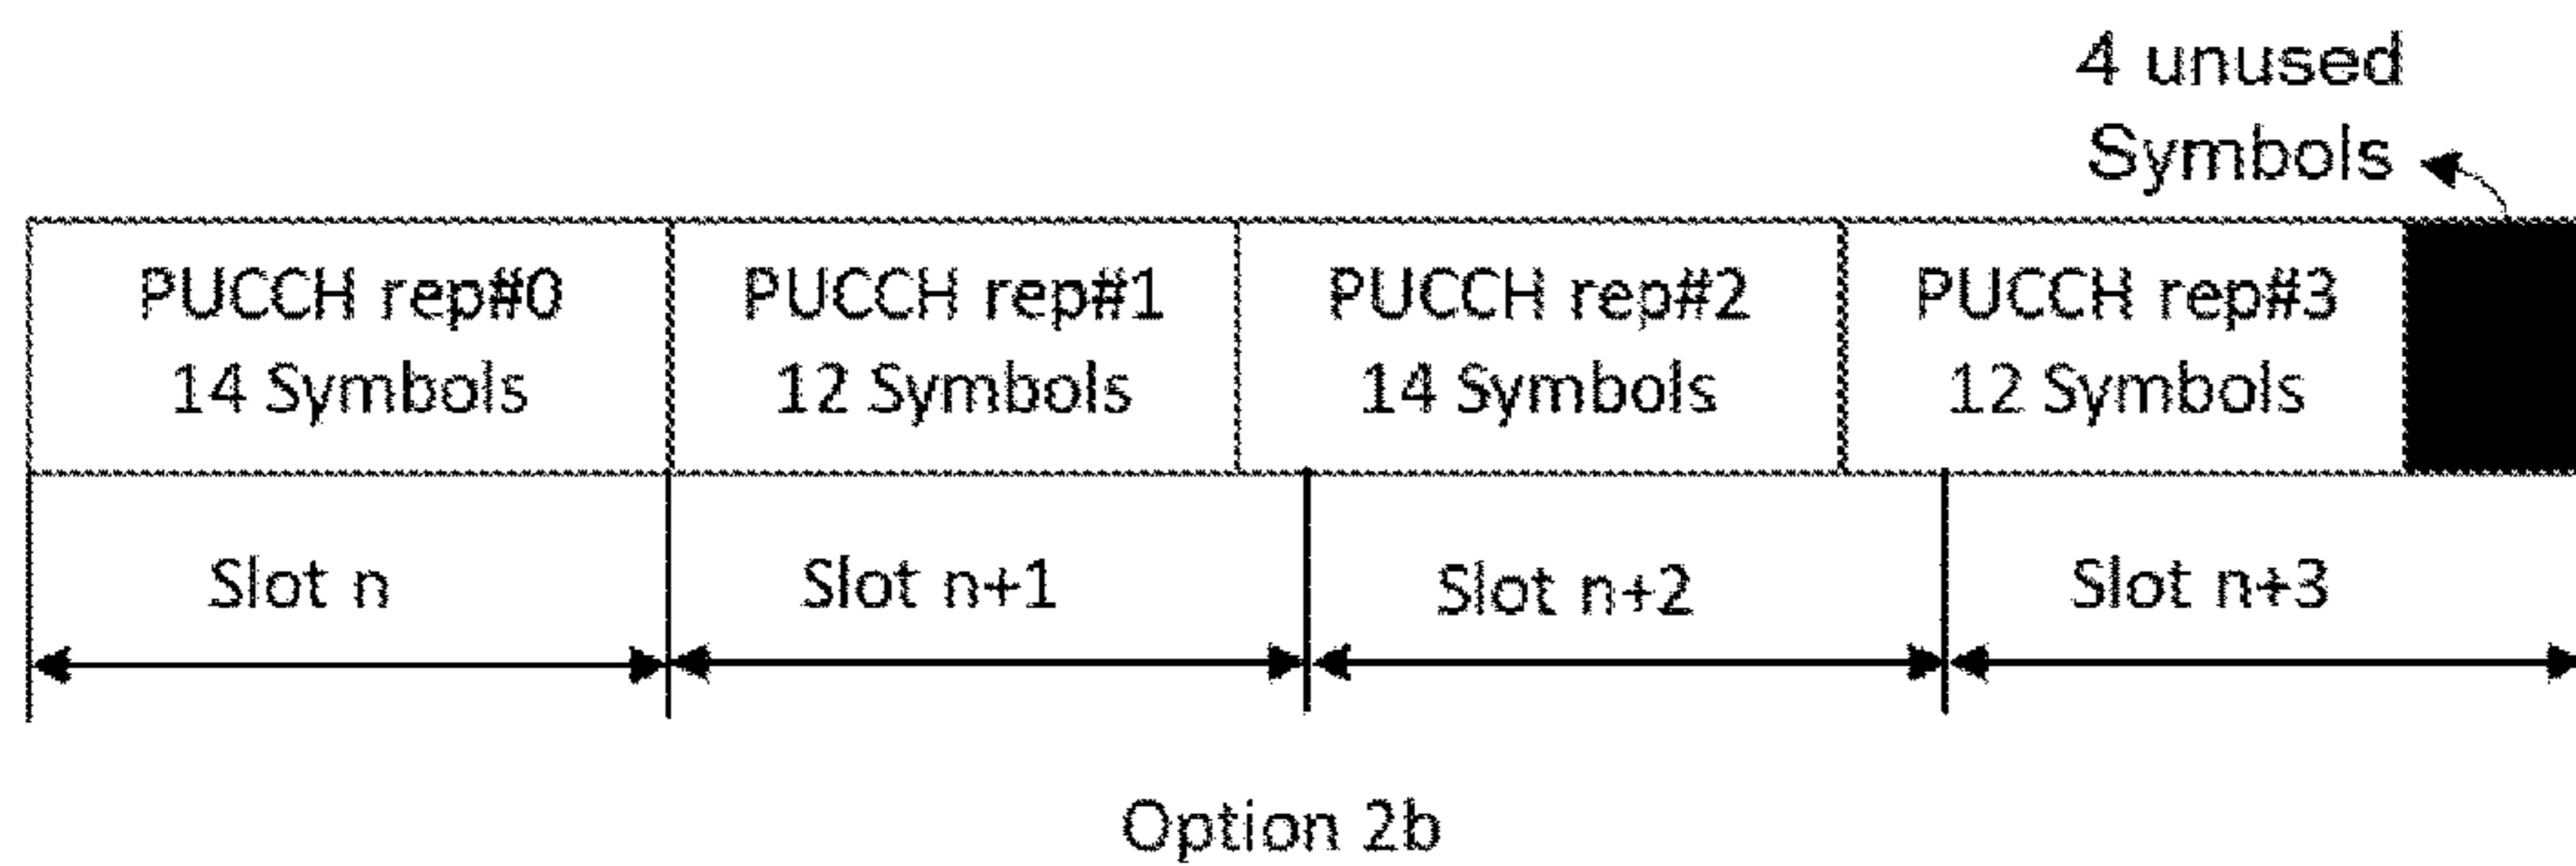 4 unused
Symbols
PUCCH rep#0
14 Symbols
PUCCH rep#1
12 Symbols
PUCCH rep#2
14 Symbols
PUCCH rep#3
12 Symbols
Slot n
Slot n+1
Slot n+2
Slot n+3
Option 2b